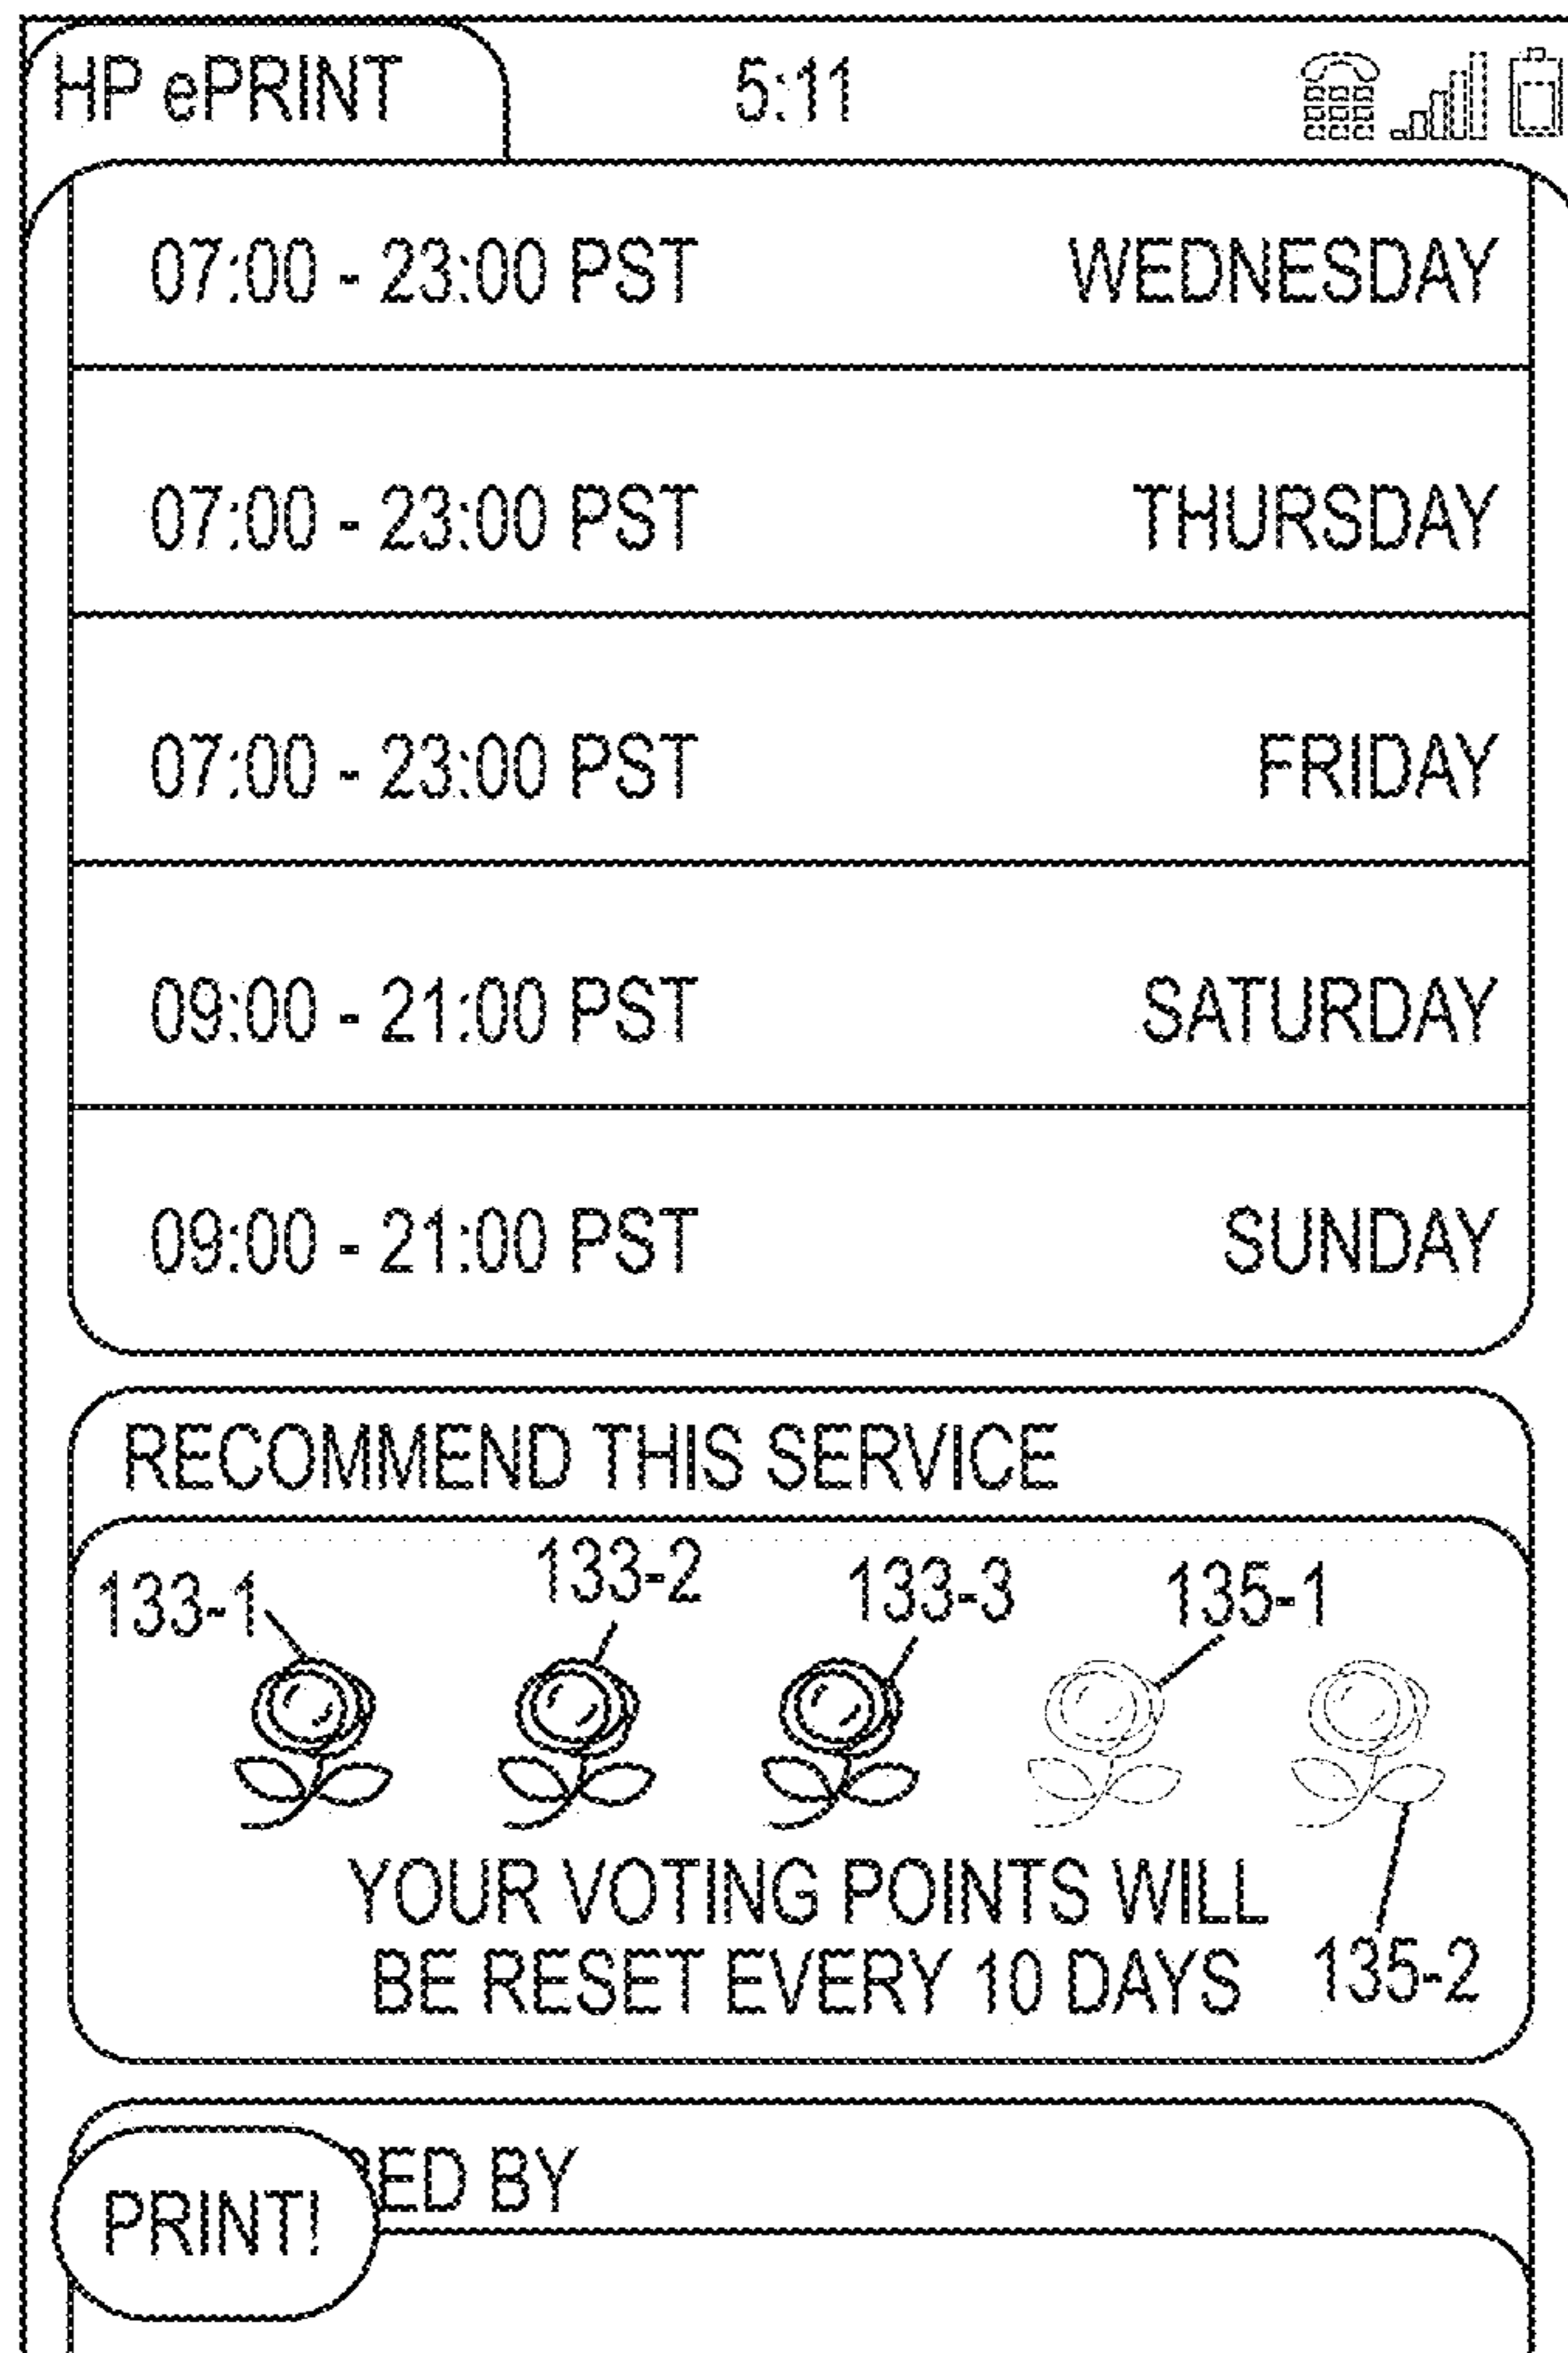 HP ePRINT 5:11
07:00 - 23:00 PST WEDNESDAY
07:00 - 23:00 PST THURSDAY
07:00 - 23:00 PST FRIDAY
09:00 - 21:00 PST SATURDAY
09:00 - 21:00 PST SUNDAY
RECOMMEND THIS SERVICE
133-1 133-2 133-3 135-1
YOUR VOTING POINTS WILL
BE RESET EVERY 10 DAYS 135-2
BY
PRINT!